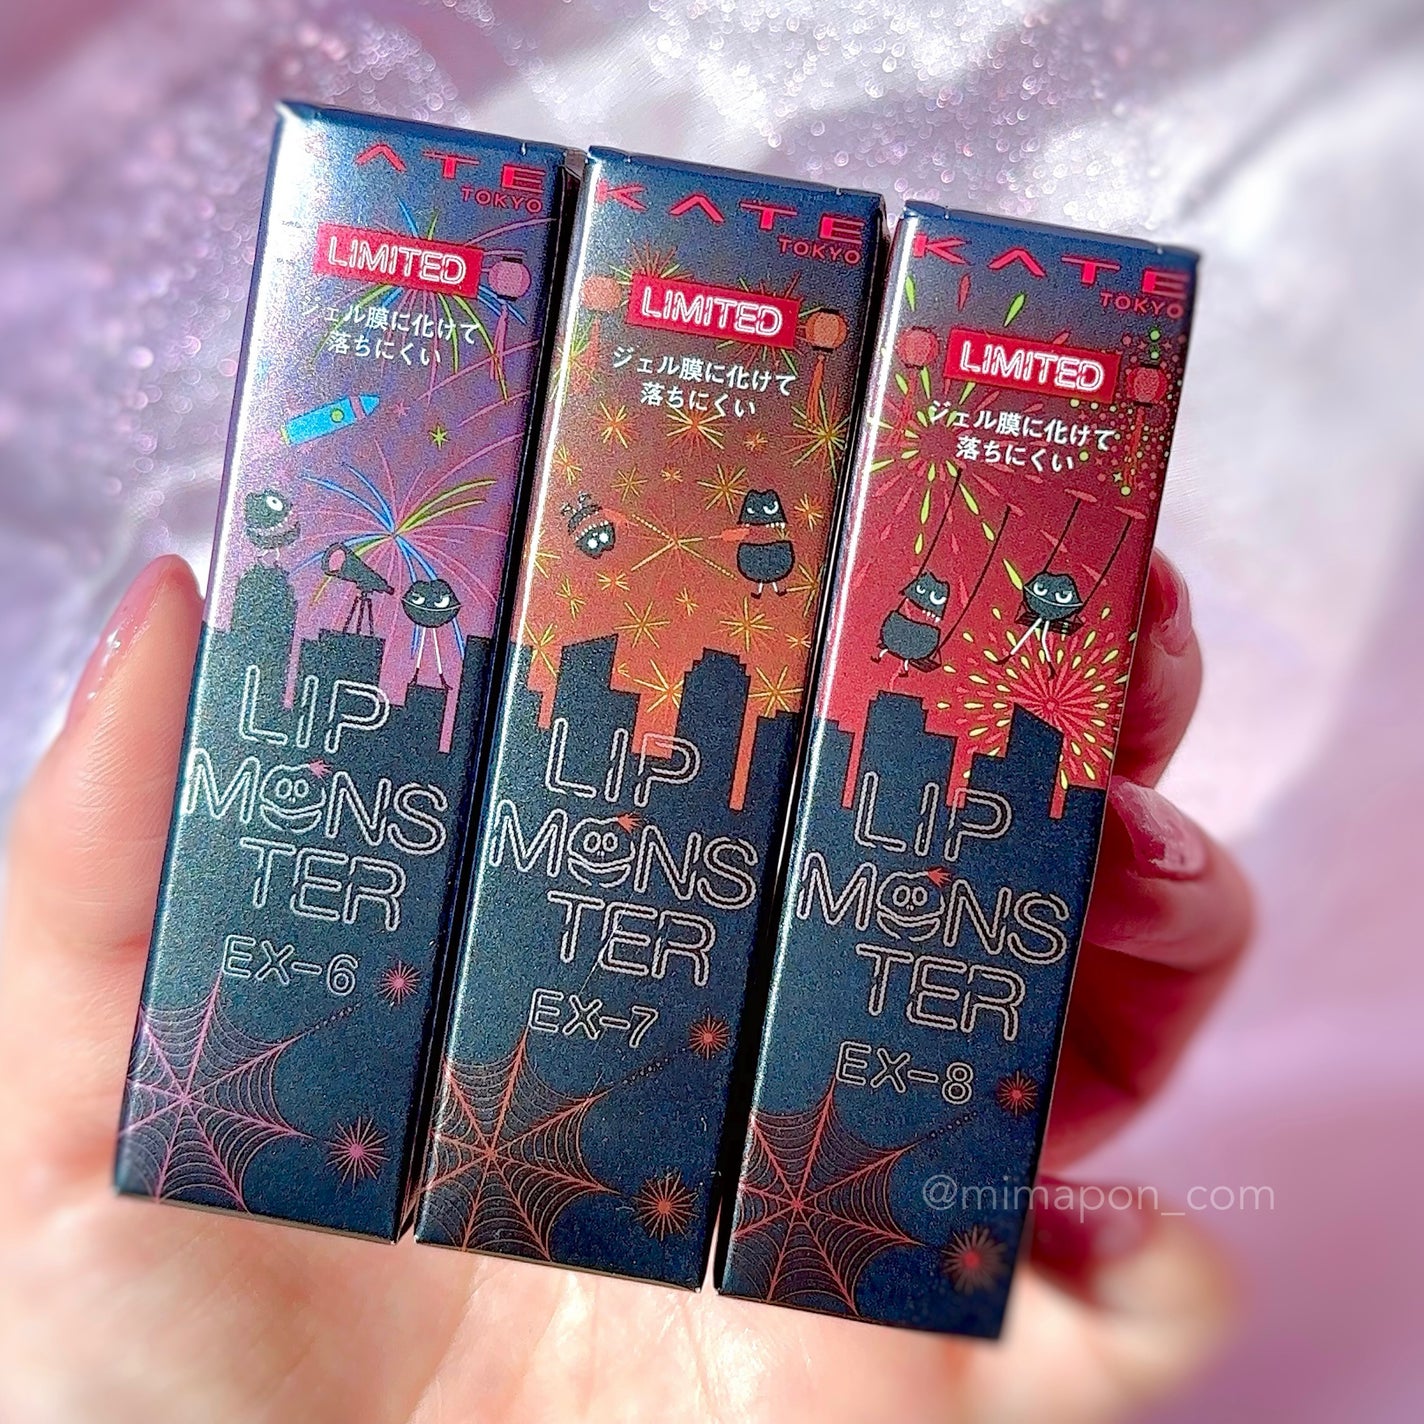 KATE
TOKYO
LIMITED
ジェル膜に化けて
落ちにくい
LIP
MONS
TER
EX-6
KATE
TOKYO
LIMITED
ジェル膜に化けて
落ちにくい
LIP
MONS
TER
EX-7
KATE
TOKYO
LIMITED
ジェル膜に化けて
落ちにくい
LIP
MONS
TER
EX-8
@mimapon_com